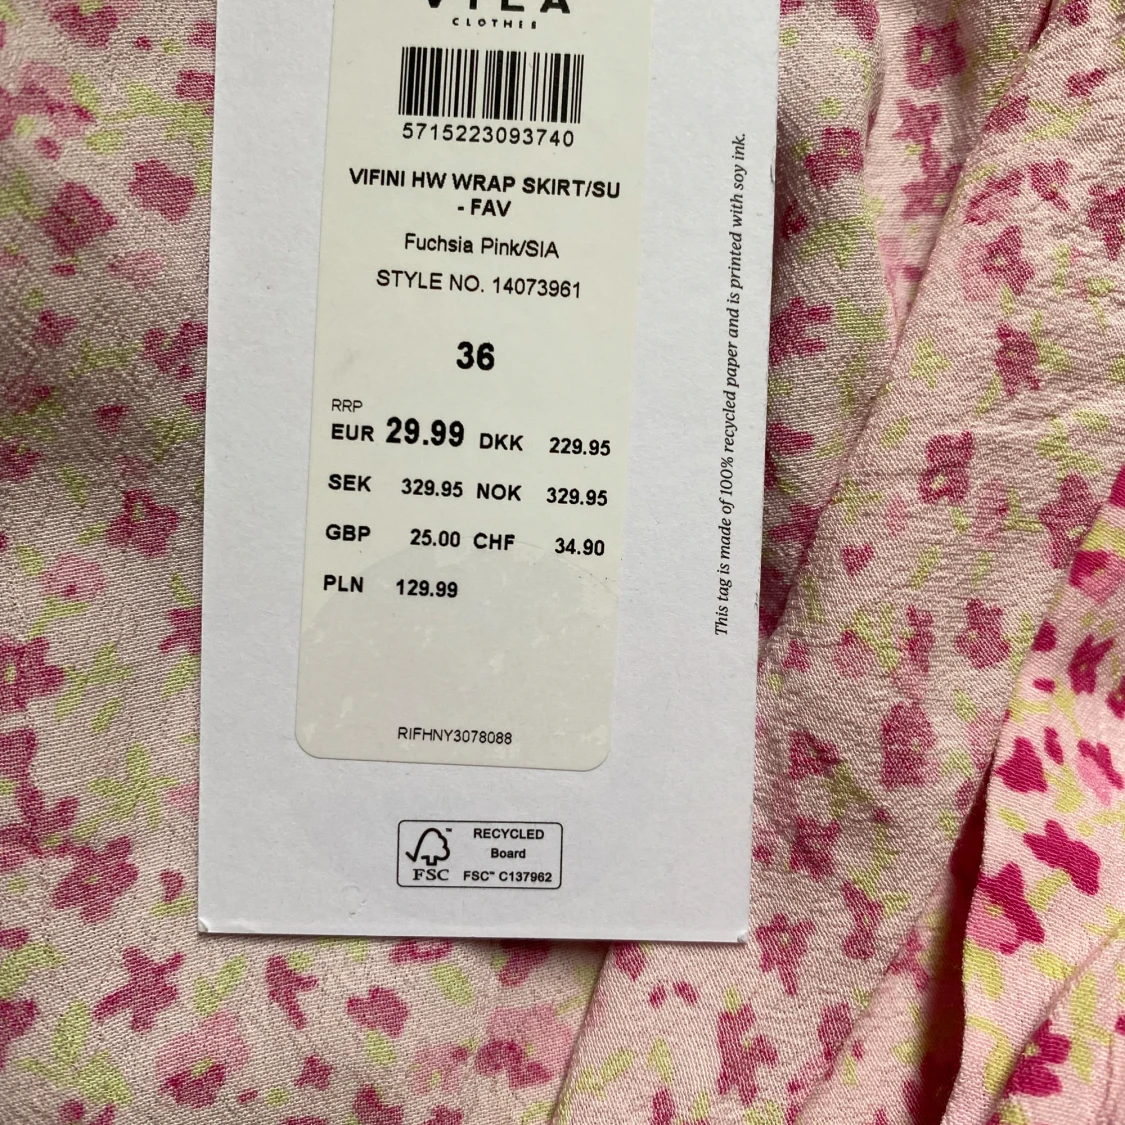 VILA
CLOTHES
5715223093740
VIFINI HW WRAP SKIRT/SU
- FAV
Fuchsia Pink/SIA
STYLE NO. 14073961
36
RRP
EUR 29.99 DKK 229.95
SEK 329.95 NOK 329.95
GBP 25.00 CHF 34.90
PLN 129.99
RIFHNY3078088
RECYCLED
Board
FSC™ C137962
FSC
This tag is made of 100% recycled paper and is printed with soy ink.